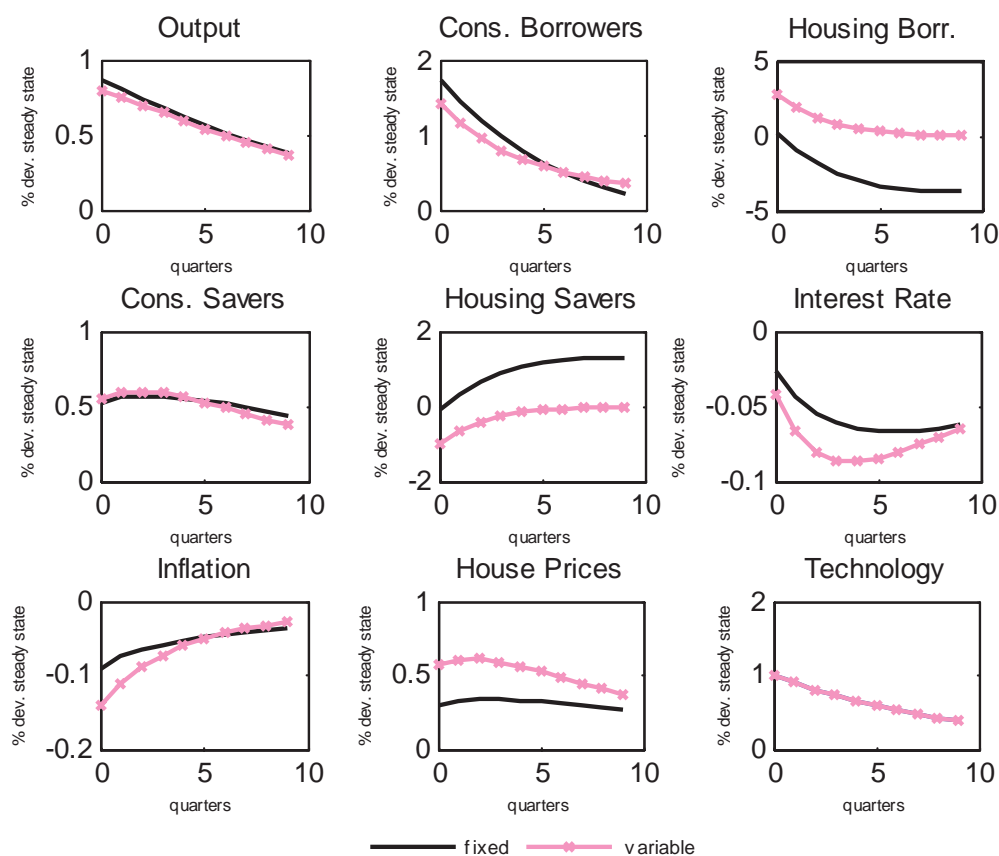 Output
Cons. Borrowers
Housing Borr.
% dev. steady state
1
0.5
0
0
5
10
quarters
% dev. steady state
2
1
0
0
5
10
quarters
% dev. steady state
5
0
-5
0
5
10
quarters
Cons. Savers
Housing Savers
Interest Rate
% dev. steady state
1
0.5
0
0
5
10
quarters
% dev. steady state
2
0
-2
0
5
10
quarters
% dev. steady state
0
-0.05
-0.1
0
5
10
quarters
Inflation
House Prices
Technology
% dev. steady state
0
-0.1
-0.2
0
5
10
quarters
% dev. steady state
1
0.5
0
0
5
10
quarters
% dev. steady state
2
1
0
0
5
10
quarters
fixed
variable